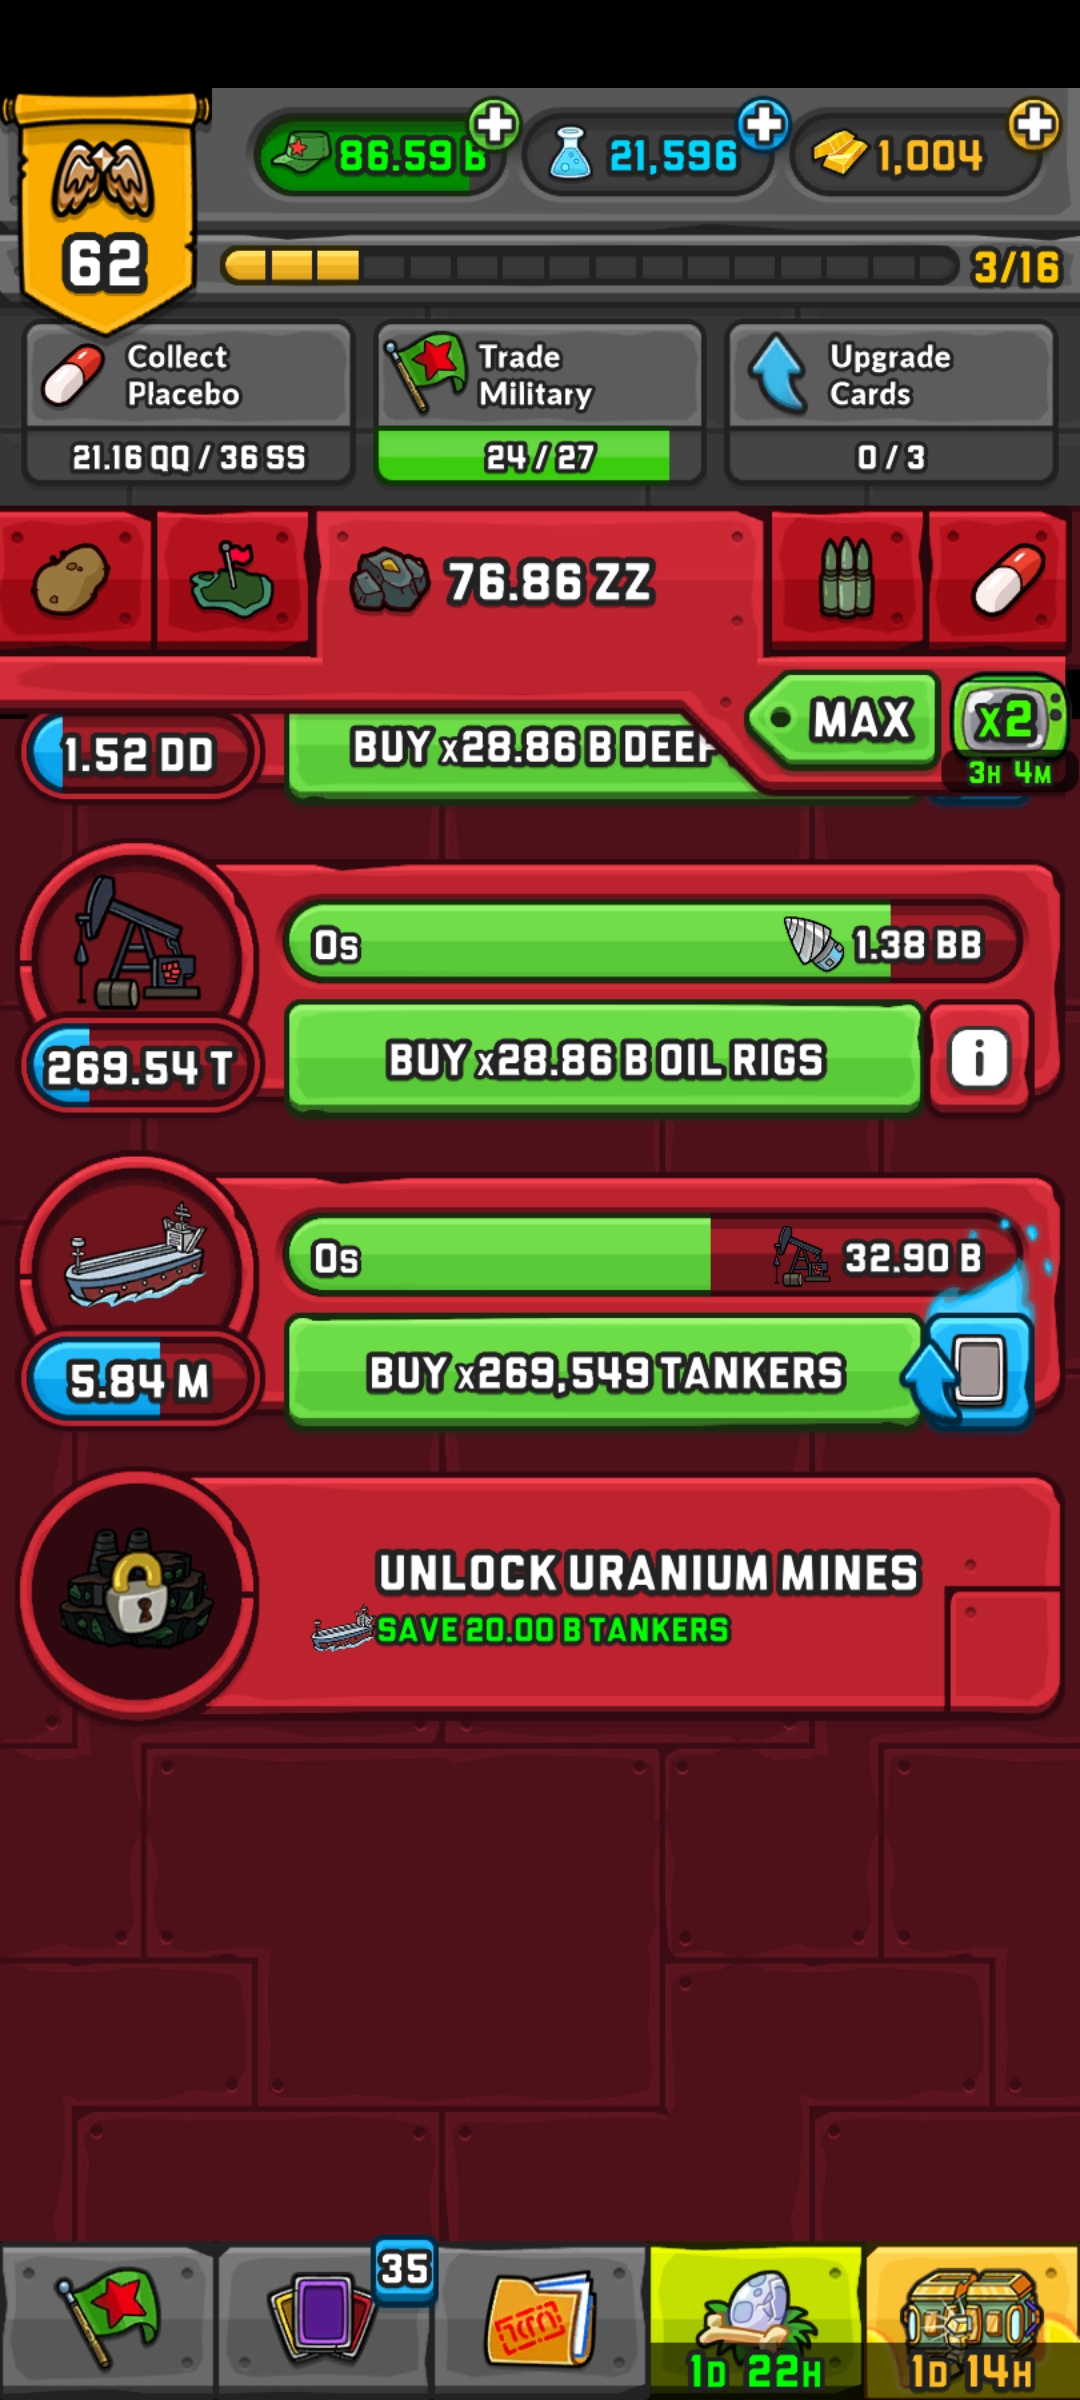 86.59 B
21,596
1,004
62
3/16
Collect
Placebo
Trade
Military
Upgrade
Cards
21.16 QQ / 36 SS
24 / 27
0 / 3
76.86 ZZ
MAX
x2
3H 4M
1.52 DD
BUY x28.86 B DEEP
0s
1.38 BB
269.54 T
BUY x28.86 B OIL RIGS
i
0s
32.90 B
5.84 M
BUY x269,549 TANKERS
UNLOCK URANIUM MINES
SAVE 20.00 B TANKERS
35
1D 22H
1D 14H